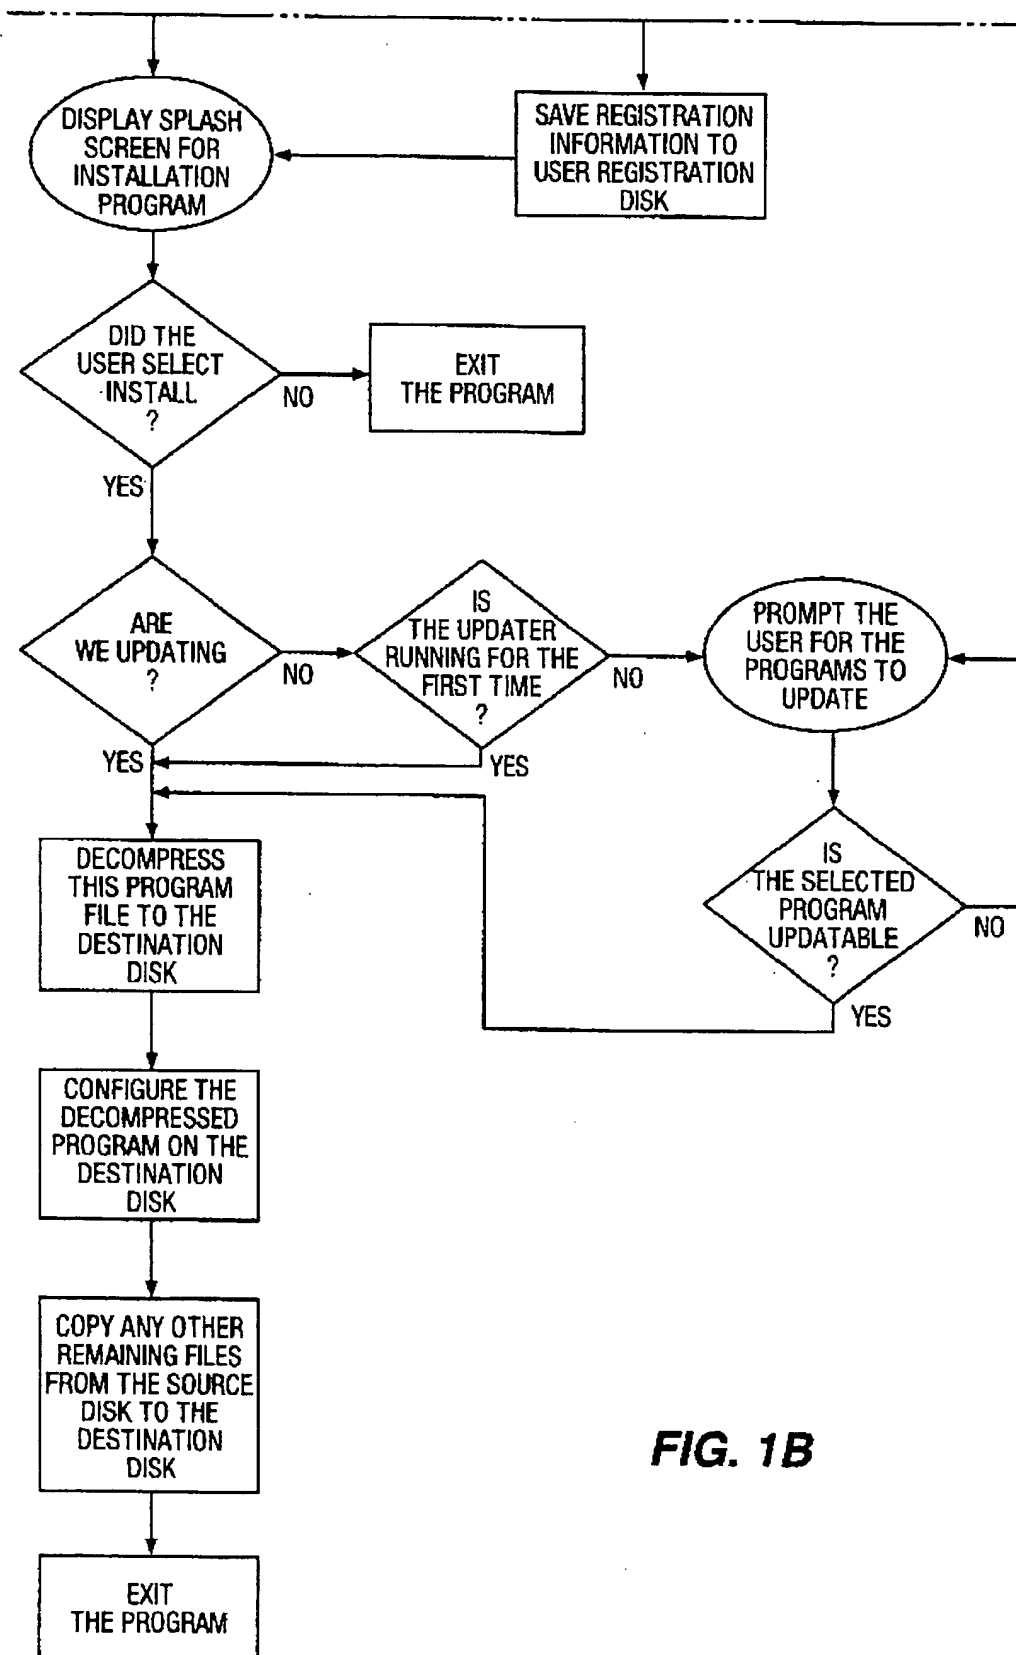 DISPLAY SPLASH
SCREEN FOR
INSTALLATION
PROGRAM
SAVE REGISTRATION
INFORMATION TO
USER REGISTRATION
DISK
DID THE
USER SELECT
INSTALL
?
NO
EXIT
THE PROGRAM
YES
ARE
WE UPDATING
?
NO
IS
THE UPDATER
RUNNING FOR THE
FIRST TIME
?
NO
PROMPT THE
USER FOR THE
PROGRAMS TO
UPDATE
YES
YES
DECOMPRESS
THIS PROGRAM
FILE TO THE
DESTINATION
DISK
IS
THE SELECTED
PROGRAM
UPDATABLE
?
NO
YES
CONFIGURE THE
DECOMPRESSED
PROGRAM ON THE
DESTINATION
DISK
COPY ANY OTHER
REMAINING FILES
FROM THE SOURCE
DISK TO THE
DESTINATION
DISK
FIG. 1B
EXIT
THE PROGRAM